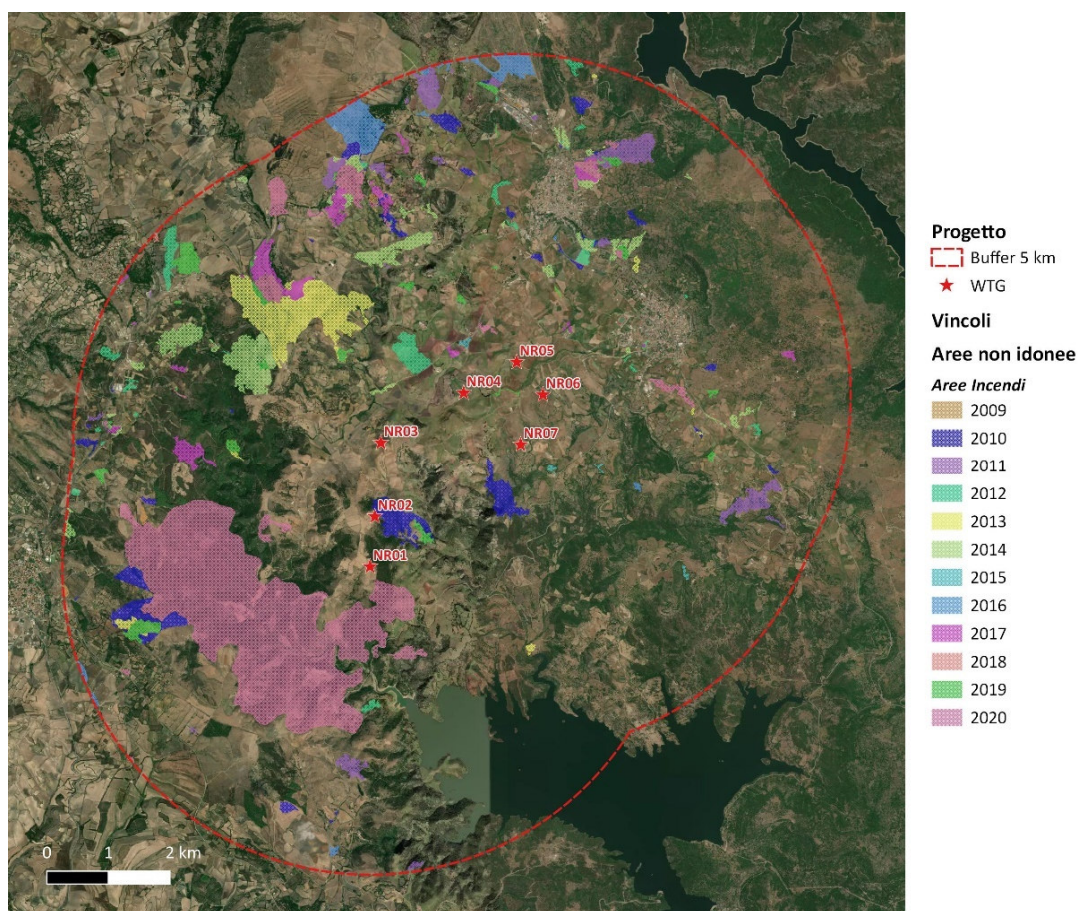 NR05
NR04
NR06
NR03
NR07
NR02
NR01
0 1 2 km
Progetto
Buffer 5 km
WTG
Vincoli
Aree non idonee
Aree Incendi
2009
2010
2011
2012
2013
2014
2015
2016
2017
2018
2019
2020